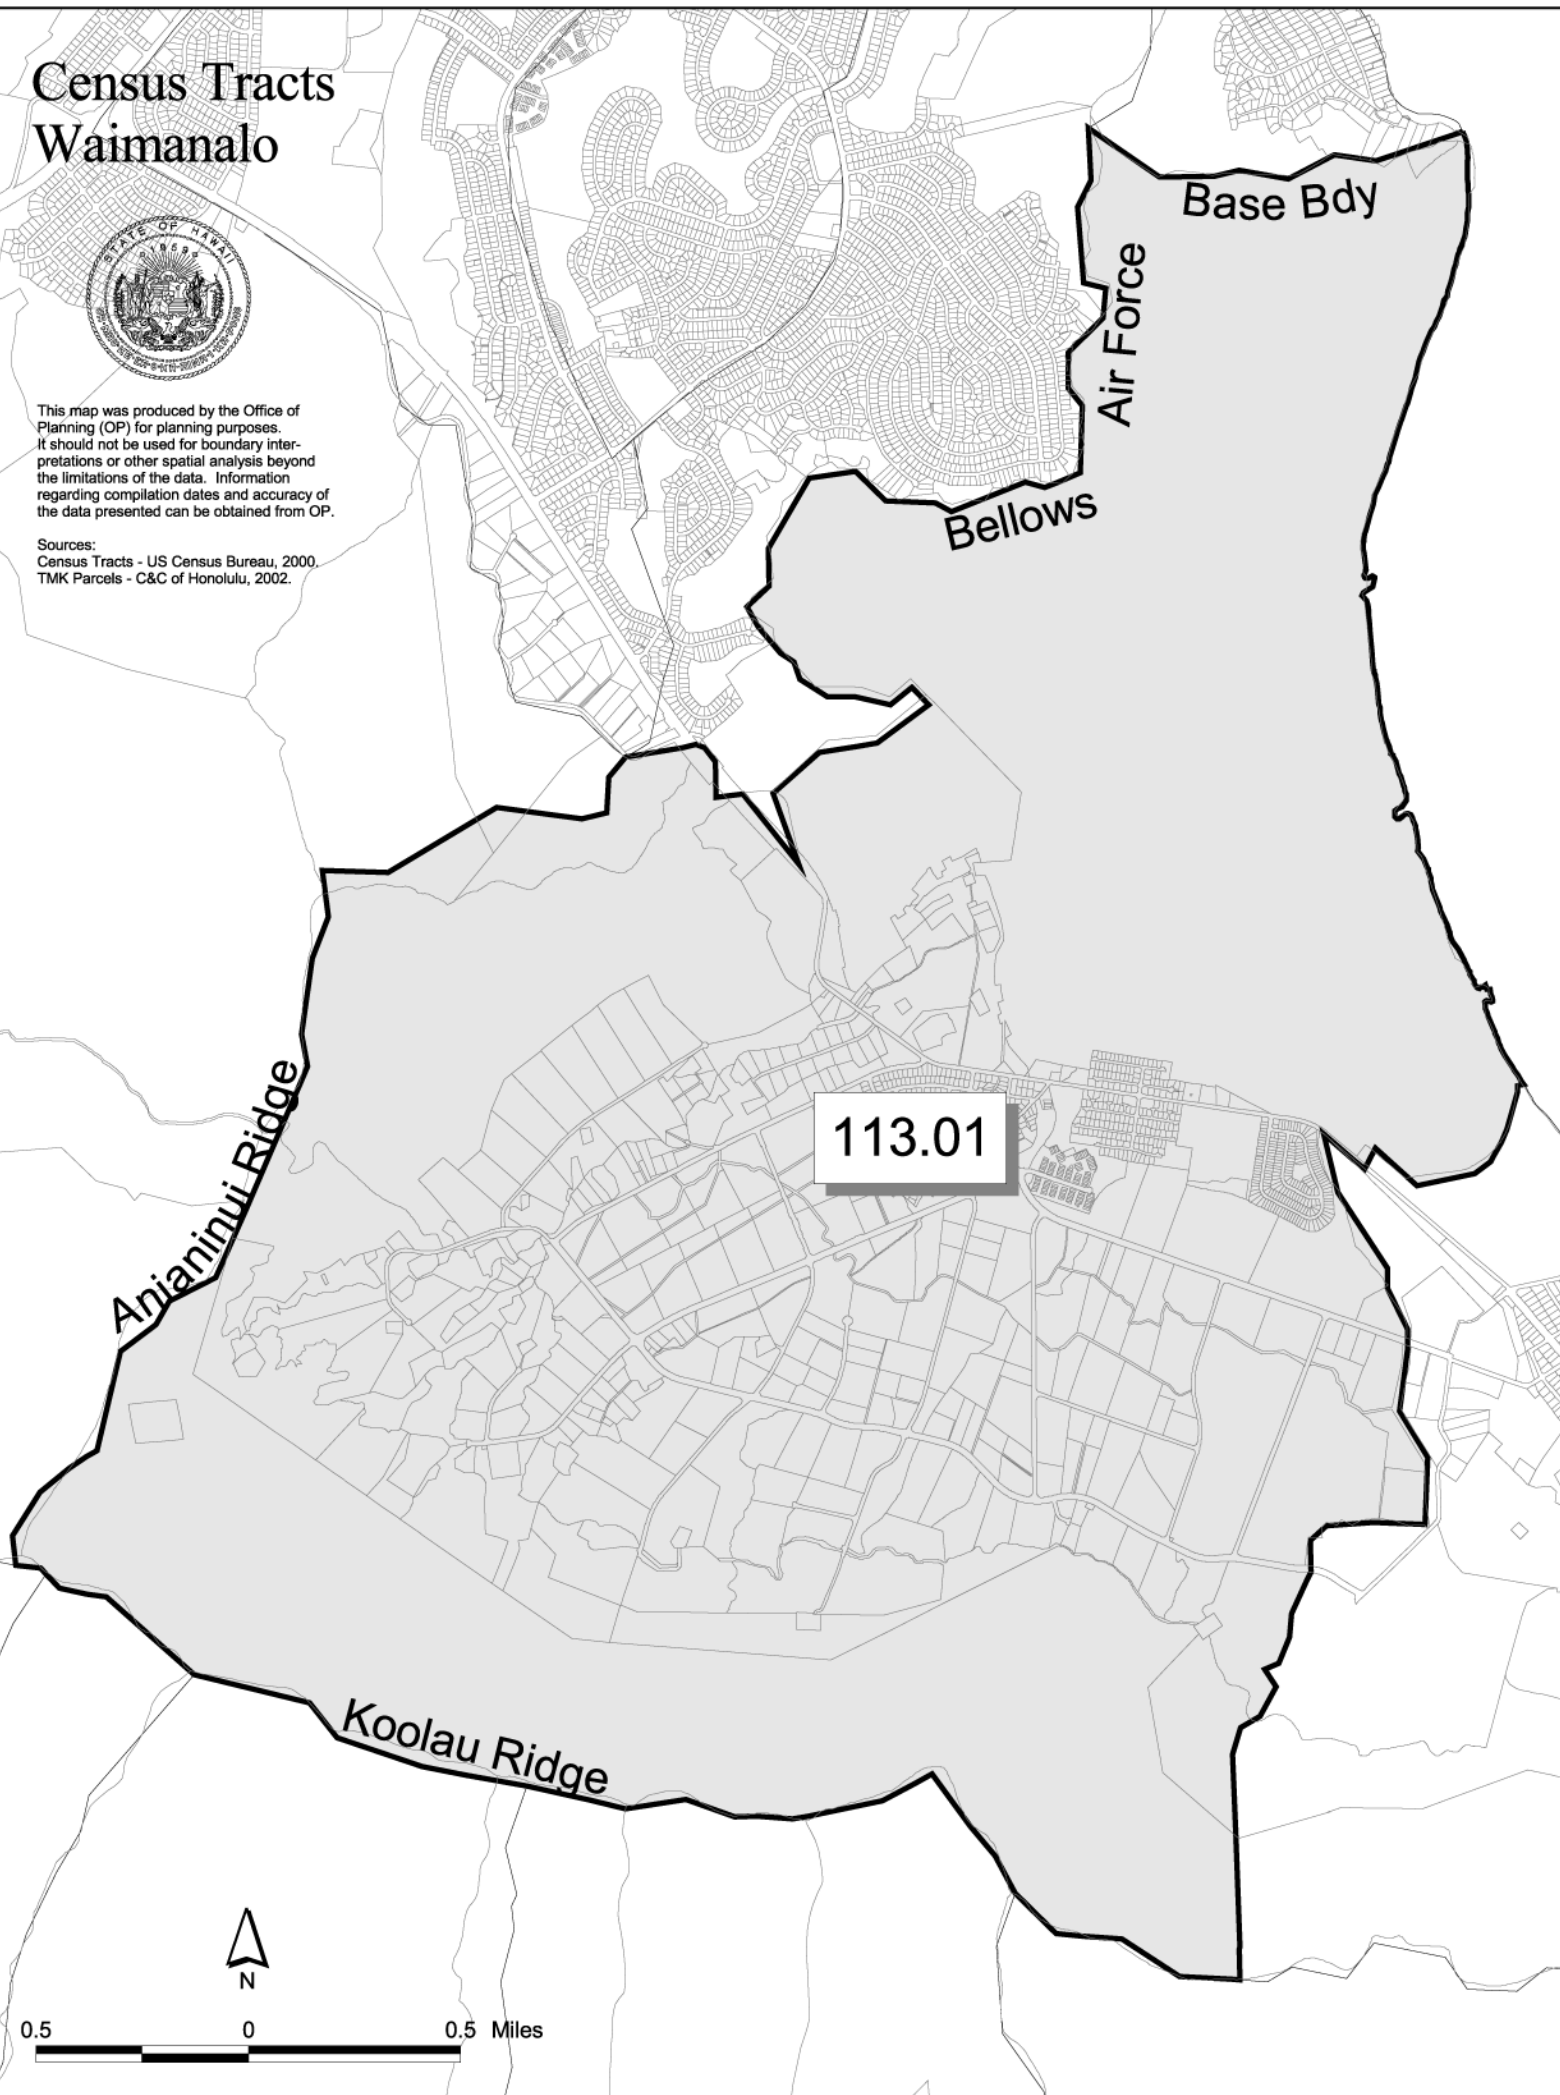 Census Tracts
Waimanalo
STATE OF HAWAII
1959
This map was produced by the Office of
Planning (OP) for planning purposes.
It should not be used for boundary inter-
pretations or other spatial analysis beyond
the limitations of the data. Information
regarding compilation dates and accuracy of
the data presented can be obtained from OP.
Sources:
Census Tracts - US Census Bureau, 2000.
TMK Parcels - C&C of Honolulu, 2002.
Base Bdy
Air Force
Bellows
113.01
Anianinui Ridge
Koolau Ridge
N
0.5 0 0.5 Miles